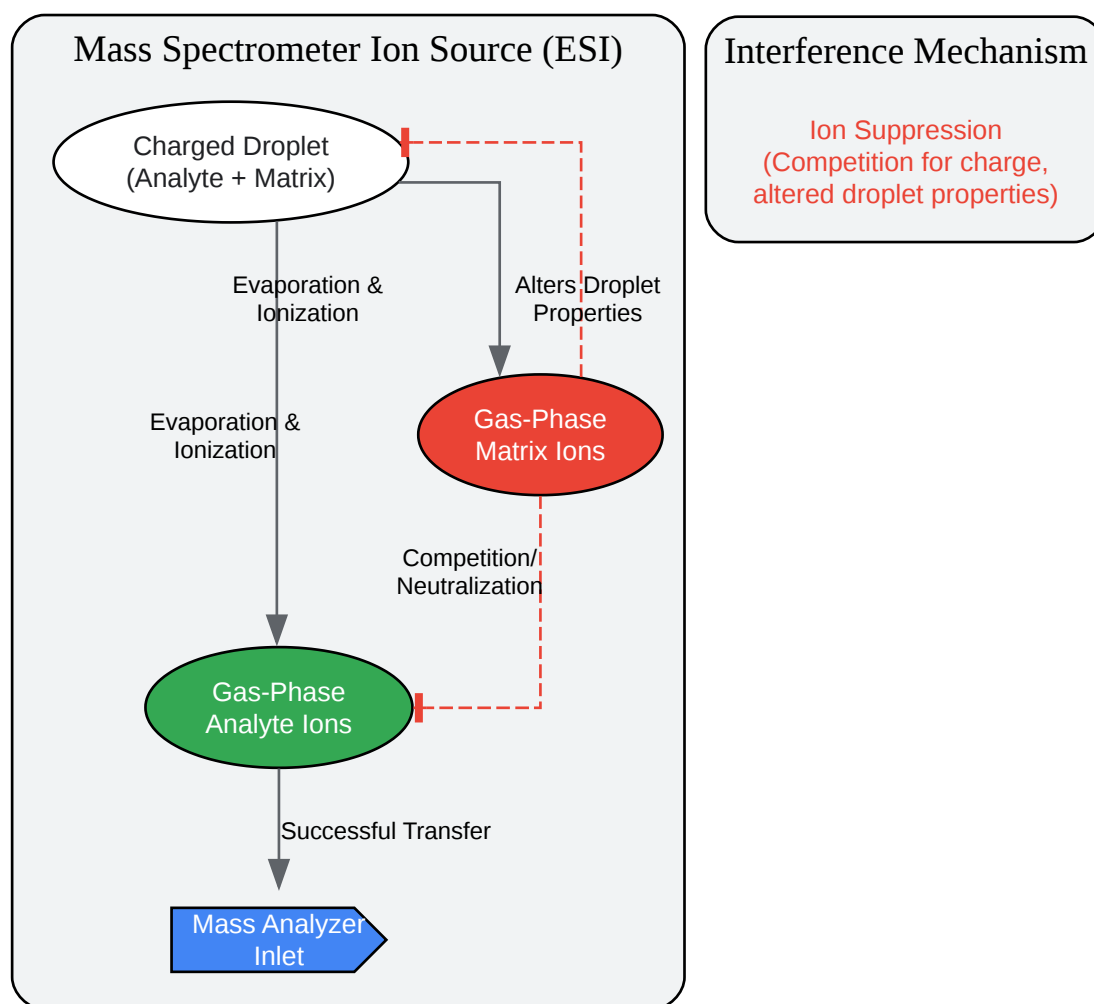 Mass Spectrometer Ion Source (ESI)
Charged Droplet
(Analyte + Matrix)
Evaporation &
Ionization
Alters Droplet
Properties
Evaporation &
Ionization
Gas-Phase
Matrix Ions
Competition/
Neutralization
Gas-Phase
Analyte Ions
Successful Transfer
Mass Analyzer
Inlet
Interference Mechanism
Ion Suppression
(Competition for charge,
altered droplet properties)